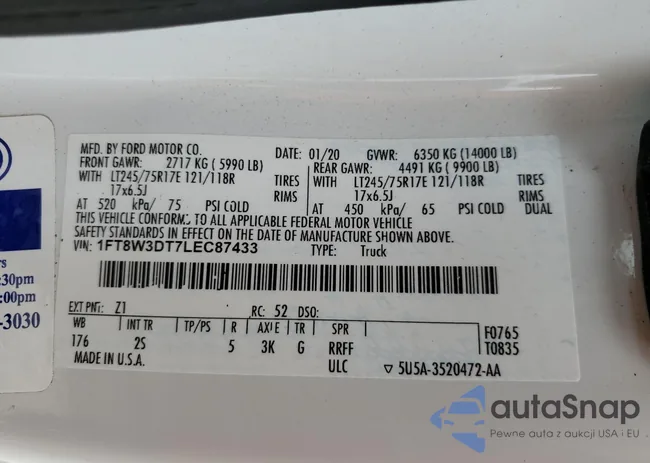 MFD. BY FORD MOTOR CO.
DATE: 01/20 GVWR: 6350 KG (14000 LB)
FRONT GAWR: 2717 KG (5990 LB)
REAR GAWR: 4491 KG (9900 LB)
WITH LT245/75R17E 121/118R TIRES
WITH LT245/75R17E 121/118R TIRES
17x6.5J RIMS
17x6.5J RIMS
AT 520 kPa/ 75 PSI COLD
AT 450 kPa/ 65 PSI COLD DUAL
THIS VEHICLE CONFORMS TO ALL APPLICABLE FEDERAL MOTOR VEHICLE
SAFETY STANDARDS IN EFFECT ON THE DATE OF MANUFACTURE SHOWN ABOVE.
VIN: 1FT8W3DT7LEC87433
TYPE: Truck
EXT PNT: Z1 RC: 52 DSO:
WB INT TR TP/PS R AXLE TR SPR
176 2S 5 3K G RRFF
F0765
T0835
MADE IN U.S.A.
ULC ▽ 5U5A-3520472-AA
rs
:30pm
:00pm
-3030
autaSnap
Pewne auta z aukcji USA i EU